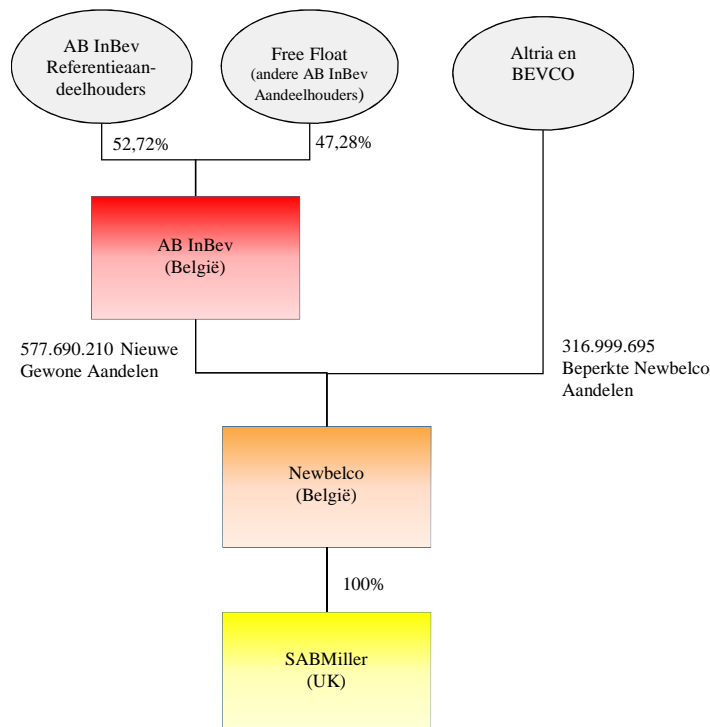 AB InBev
Referentieaan-
deelhouders
Free Float
(andere AB InBev
Aandeelhouders)
Altria en
BEVCO
52,72%
47,28%
AB InBev
(België)
577.690.210 Nieuwe
Gewone Aandelen
316.999.695
Beperkte Newbelco
Aandelen
Newbelco
(België)
100%
SABMiller
(UK)